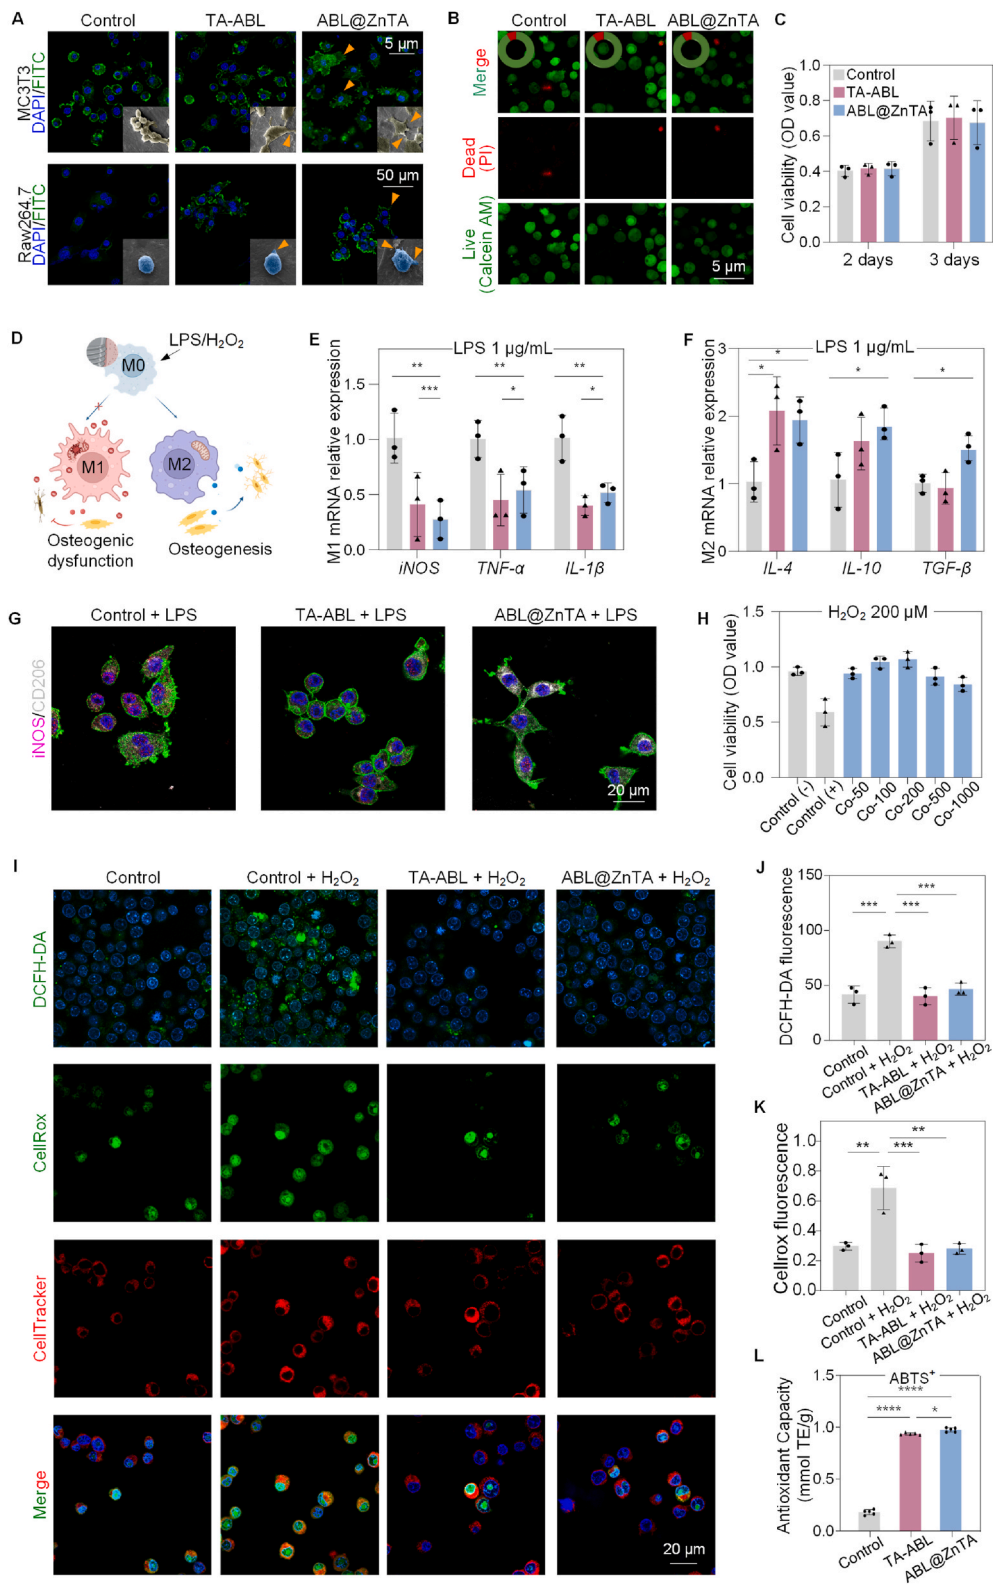 A
Control
TA-ABL
ABL@ZnTA
MC3T3
DAPI/FITC
5 μm
Raw264.7
DAPI/FITC
50 μm
B
Control
TA-ABL
ABL@ZnTA
Merge
Dead
(PI)
Live
(Calcein AM)
5 μm
C
Cell viability (OD value)
0.8
0.6
0.4
0.2
0.0
Control
TA-ABL
ABL@ZnTA
2 days
3 days
D
LPS/H₂O₂
M0
M1
M2
Osteogenic
dysfunction
Osteogenesis
E
LPS 1 μg/mL
M1 mRNA relative expression
1.5
1.0
0.5
0.0
** ** **
*** * *
iNOS
TNF-α
IL-1β
F
LPS 1 μg/mL
M2 mRNA relative expression
3
2
1
0
*
* * *
IL-4
IL-10
TGF-β
G
Control + LPS
TA-ABL + LPS
ABL@ZnTA + LPS
iNOS/CD206
20 μm
H
H₂O₂ 200 μM
Cell viability (OD value)
1.5
1.0
0.5
0.0
Control (-)
Control (+)
Co-50
Co-100
Co-200
Co-500
Co-1000
I
Control
Control + H₂O₂
TA-ABL + H₂O₂
ABL@ZnTA + H₂O₂
DCFH-DA
CellRox
CellTracker
Merge
20 μm
J
DCFH-DA fluorescence
150
100
50
0
***
*** ***
Control
Control + H₂O₂
TA-ABL + H₂O₂
ABL@ZnTA + H₂O₂
K
Cellrox fluorescence
1.0
0.8
0.6
0.4
0.2
0.0
**
** ***
Control
Control + H₂O₂
TA-ABL + H₂O₂
ABL@ZnTA + H₂O₂
L
ABTS⁺
Antioxidant Capacity
(mmol TE/g)
1.5
1.0
0.5
0.0
****
**** *
Control
TA-ABL
ABL@ZnTA